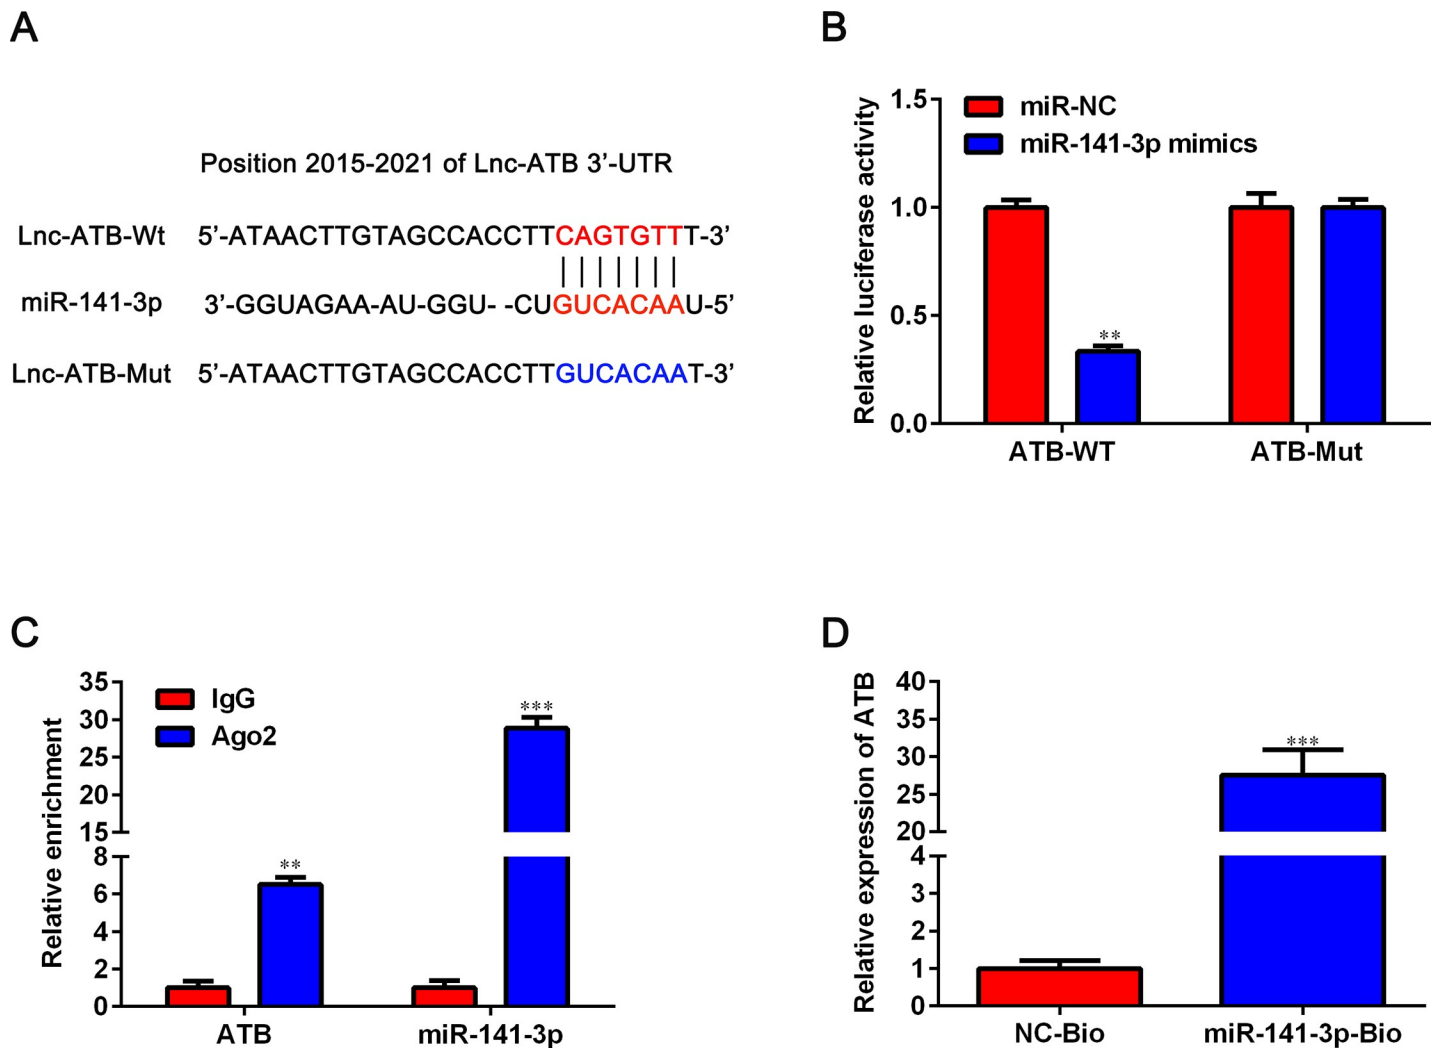 A
Position 2015-2021 of Lnc-ATB 3’-UTR
Lnc-ATB-Wt 5’-ATAACTTGTAGCCACCTTCAGTGTTT-3’
miR-141-3p 3’-GGUAGAA-AU-GGU- -CUGUCACAAU-5’
Lnc-ATB-Mut 5’-ATAACTTGTAGCCACCTTGUCACAAT-3’
B
Relative luciferase activity
1.5
1.0
0.5
0.0
miR-NC
miR-141-3p mimics
**
ATB-WT ATB-Mut
C
Relative enrichment
35
30
25
20
15
8
6
4
2
0
IgG
Ago2
**
***
ATB miR-141-3p
D
Relative expression of ATB
40
35
30
25
20
4
3
2
1
0
***
NC-Bio miR-141-3p-Bio